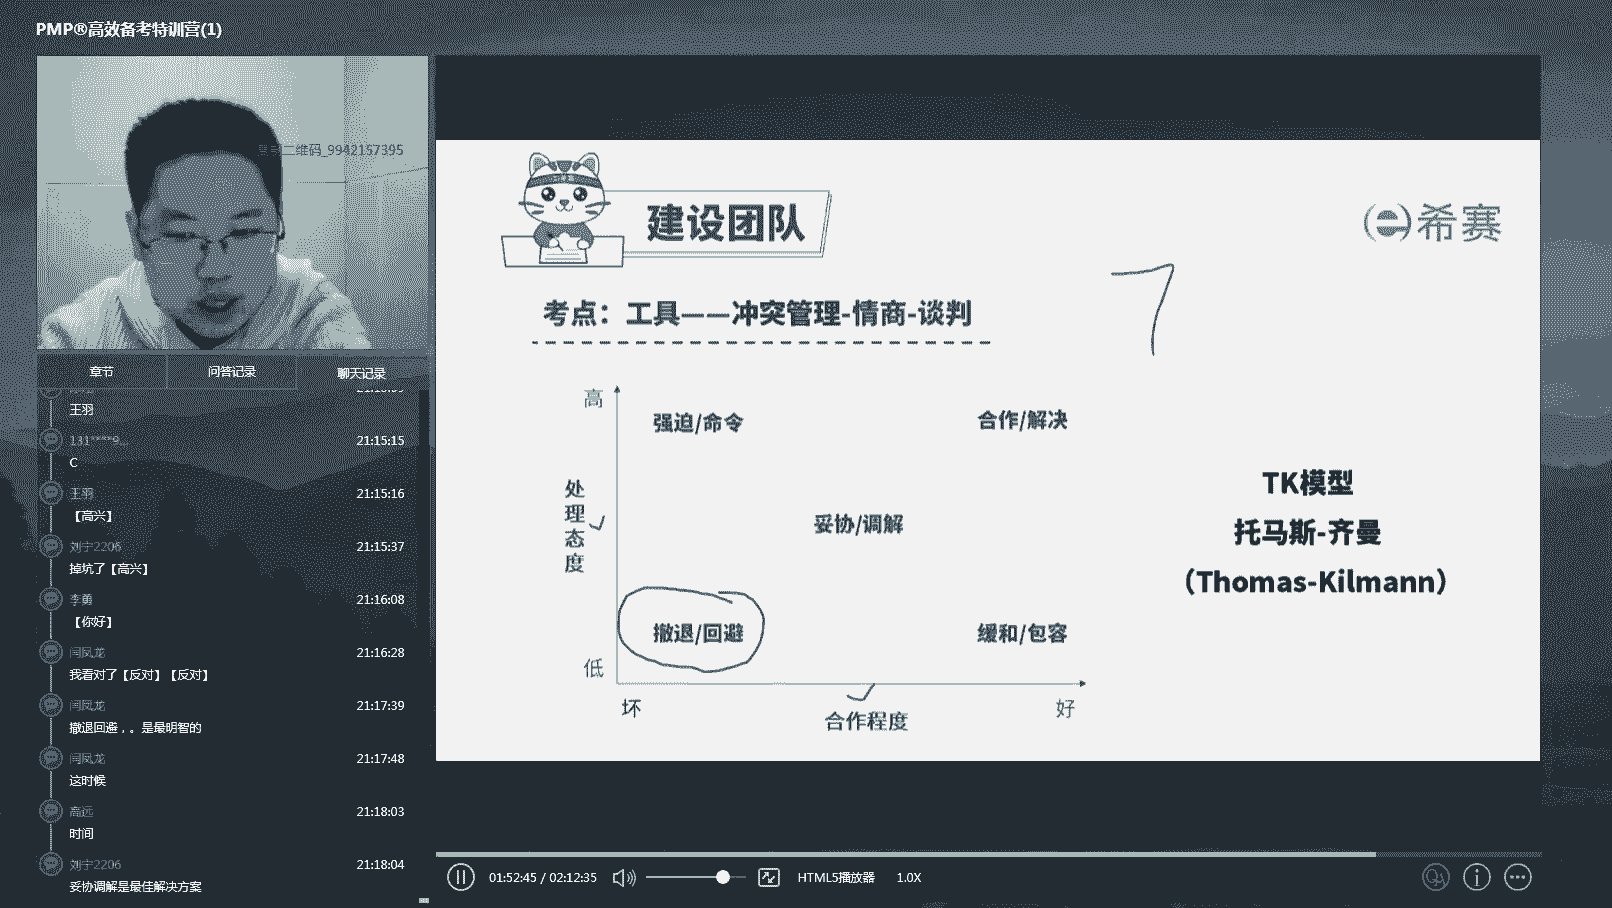 PMP®高效备考特训营(1)
二维码_9942157395
章节
问答记录
聊天记录
王羽
131****9...
21:15:15
C
王羽
21:15:16
【高兴】
刘宁2206
21:15:37
掉坑了【高兴】
李勇
21:16:08
【你好】
闫凤龙
21:16:28
我看对了【反对】【反对】
闫凤龙
21:17:39
撤退回避，。是最明智的
闫凤龙
21:17:48
这时候
高远
21:18:03
时间
刘宁2206
21:18:04
妥协调解是最佳解决方案
建设团队
希赛
考点：工具——冲突管理-情商-谈判
7
高
强迫/命令
合作/解决
处理态度
妥协/调解
撤退/回避
缓和/包容
低
坏
好
合作程度
TK模型
托马斯-齐曼
（Thomas-Kilmann）
01:52:45 / 02:12:35
HTML5播放器
1.0X